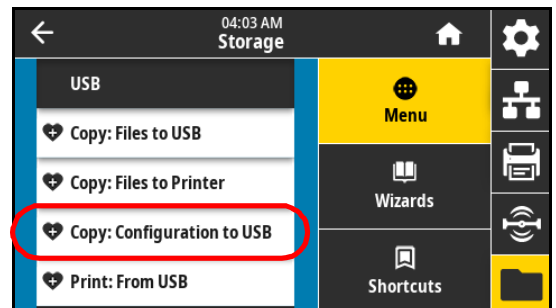 04:03 AM
Storage
USB
Copy: Files to USB
Copy: Files to Printer
Copy: Configuration to USB
Print: From USB
Menu
Wizards
Shortcuts